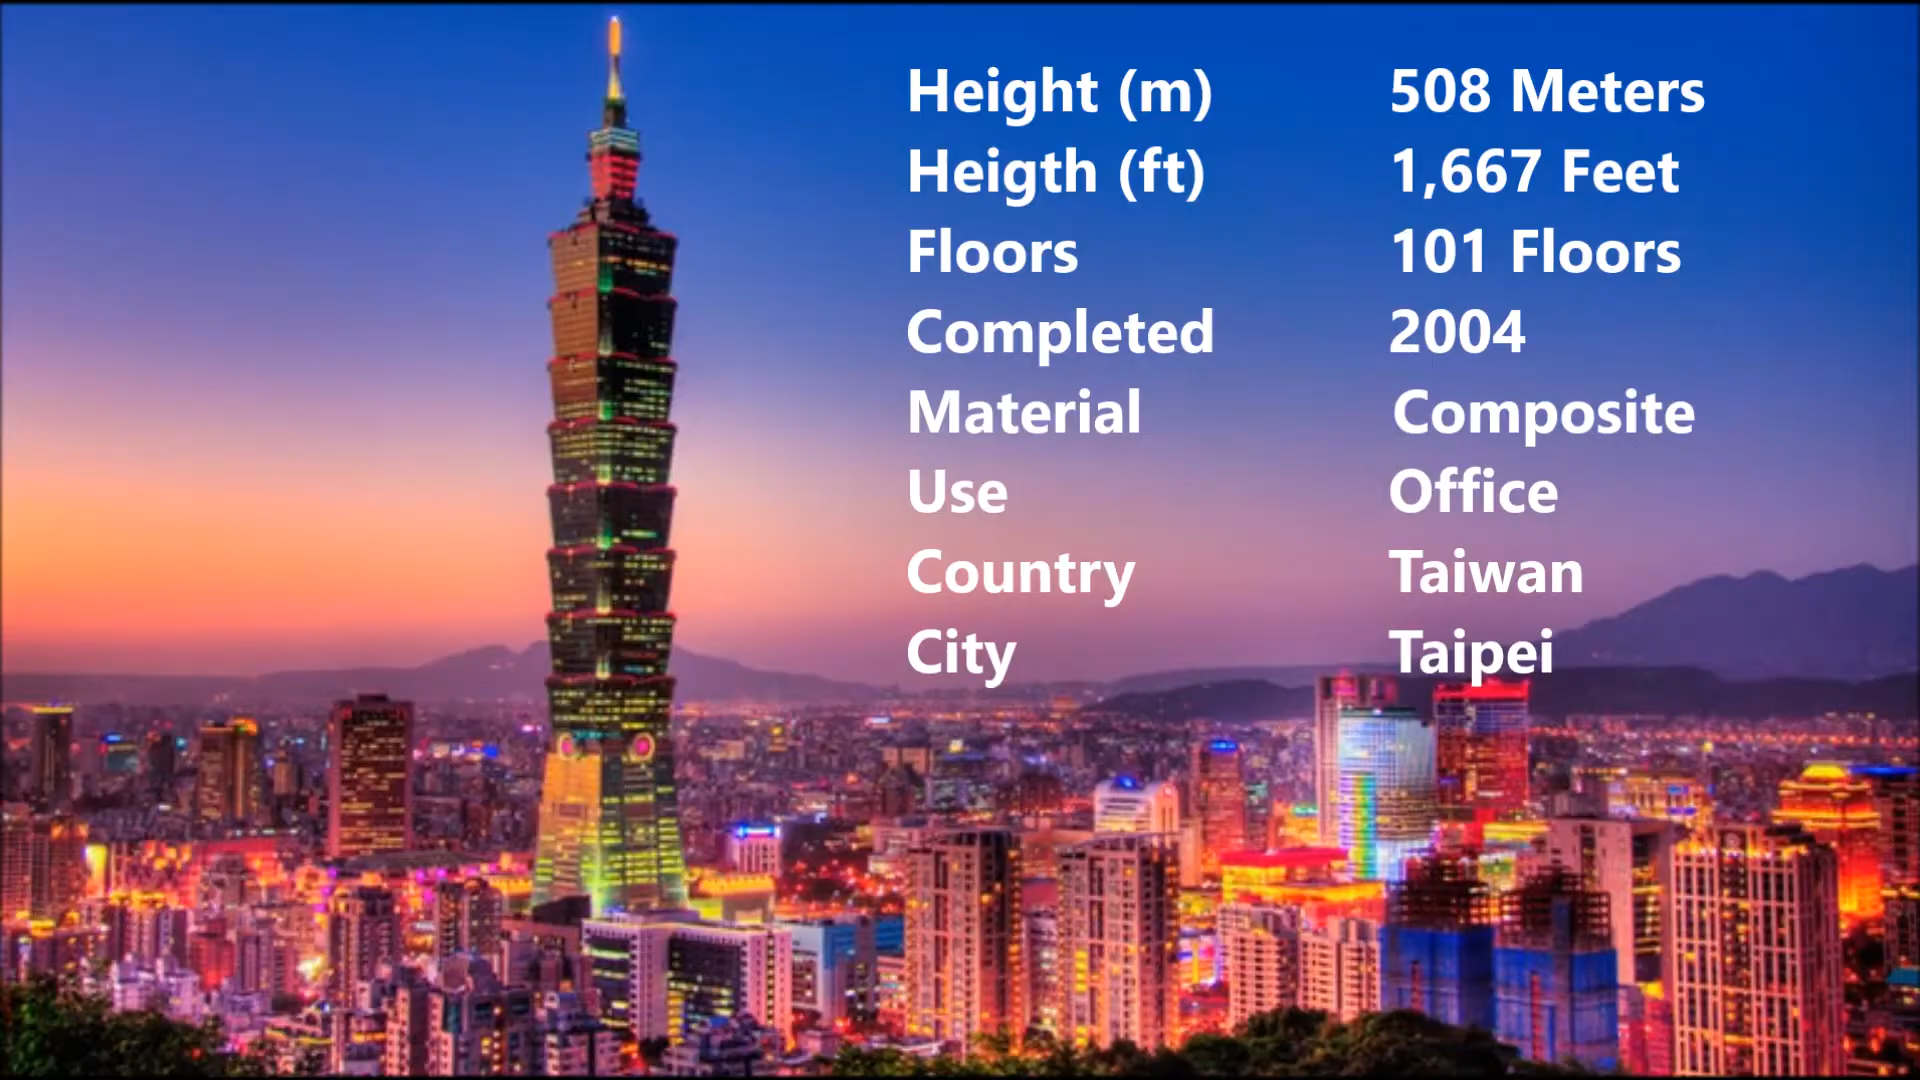 Height (m) 508 Meters
Heigth (ft) 1,667 Feet
Floors 101 Floors
Completed 2004
Material Composite
Use Office
Country Taiwan
City Taipei